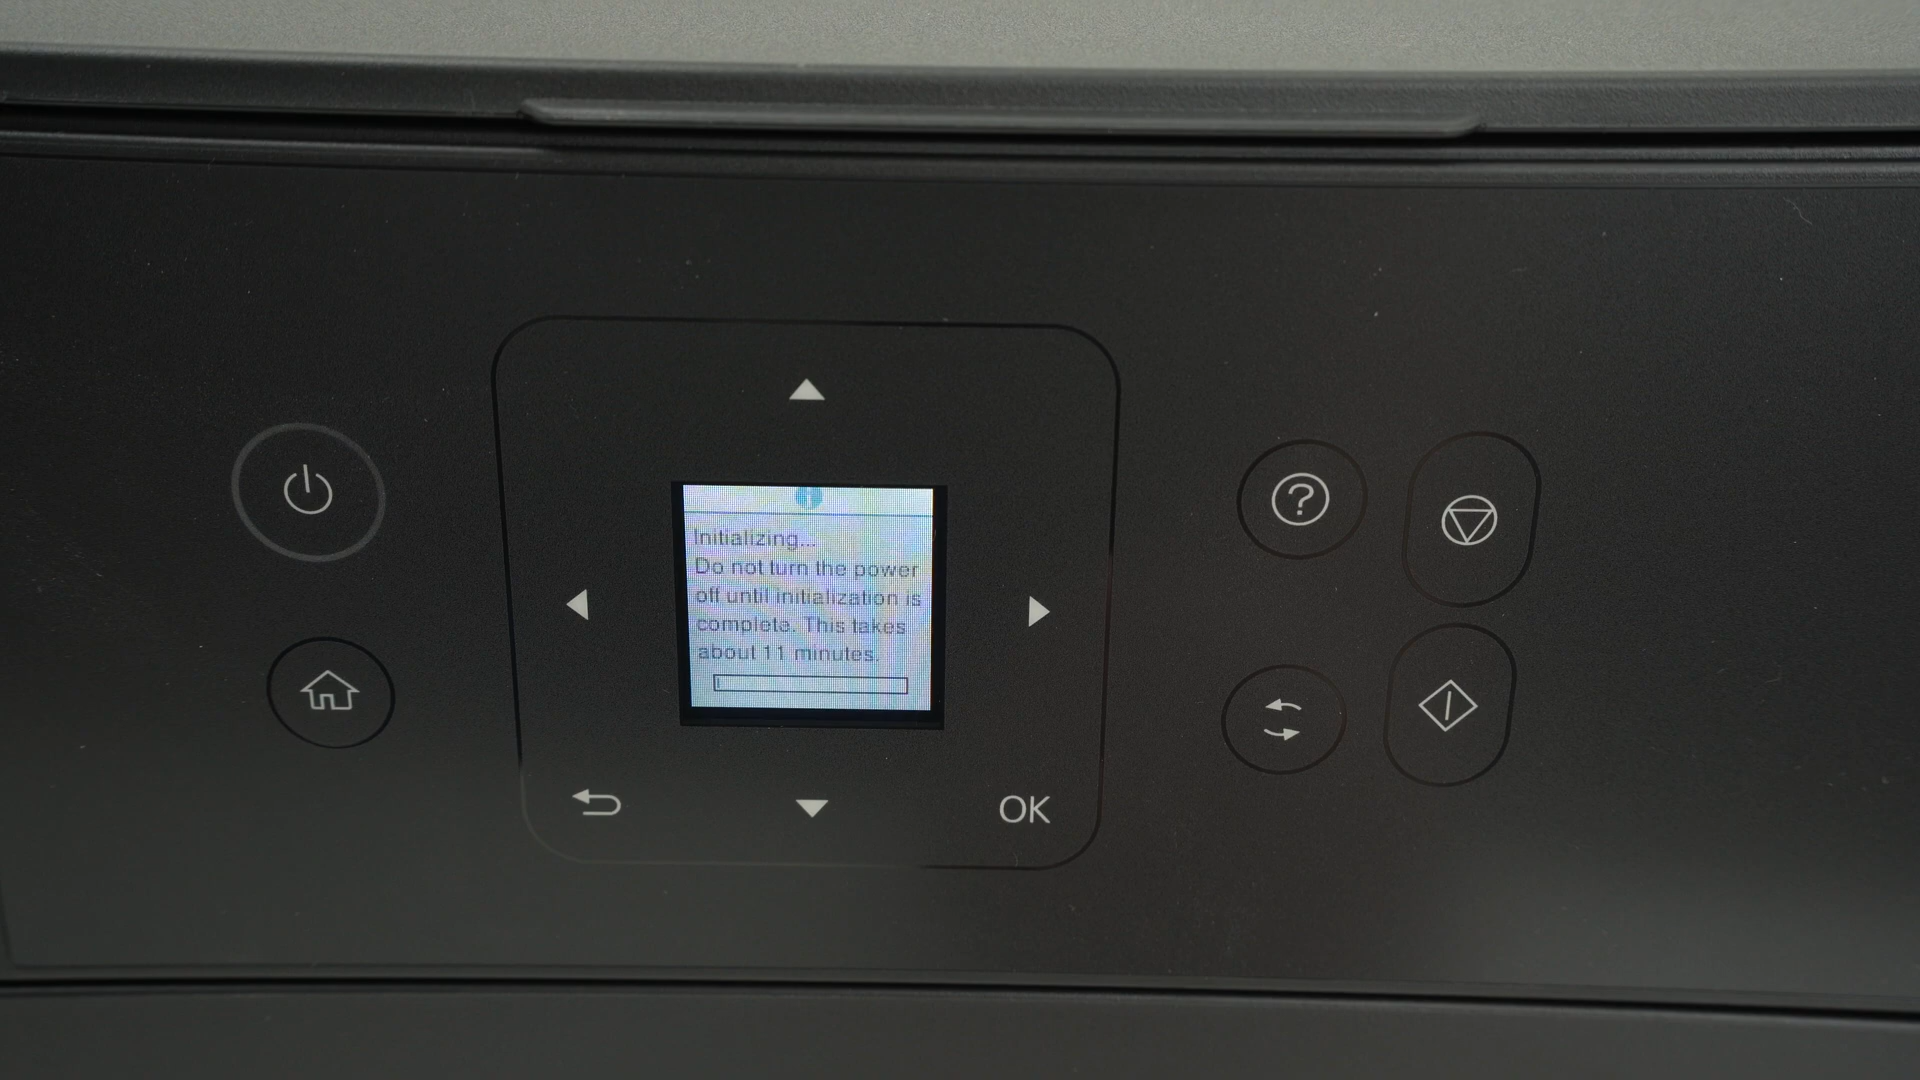 Initializing...
Do not turn the power
off until initialization is
complete. This takes
about 11 minutes.
OK